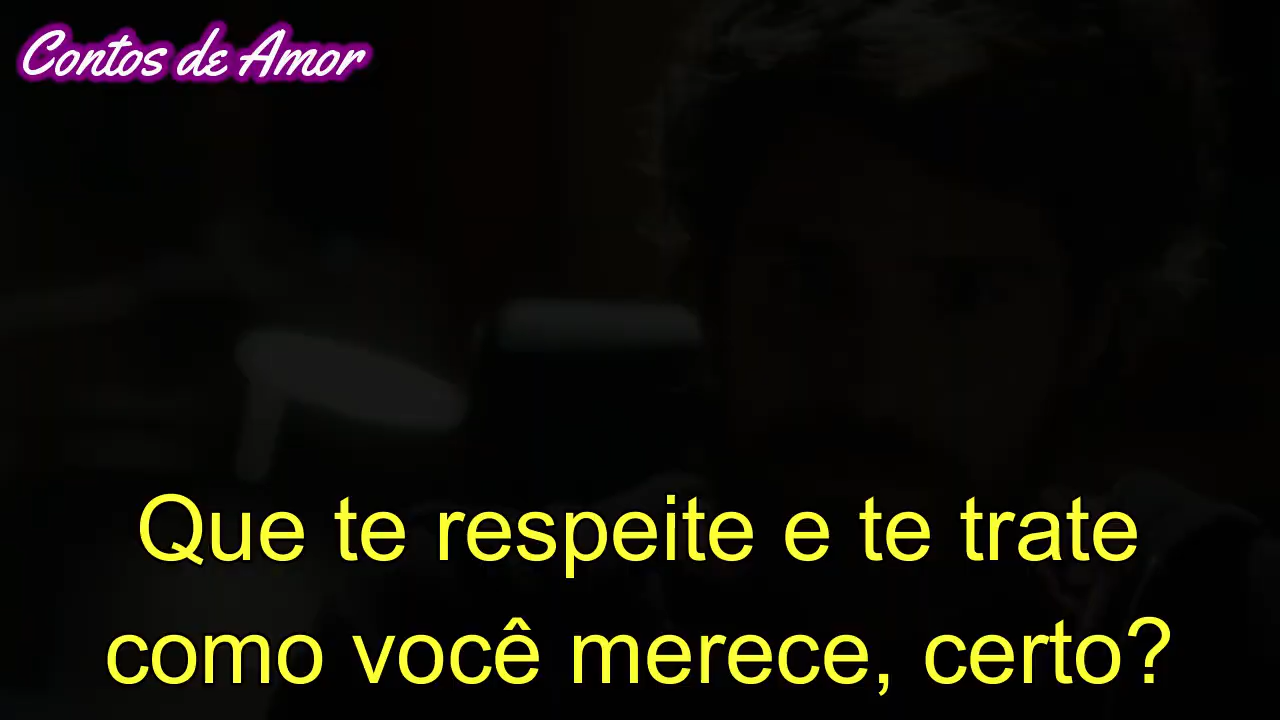 Contos de Amor
Que te respeite e te trate
como você merece, certo?